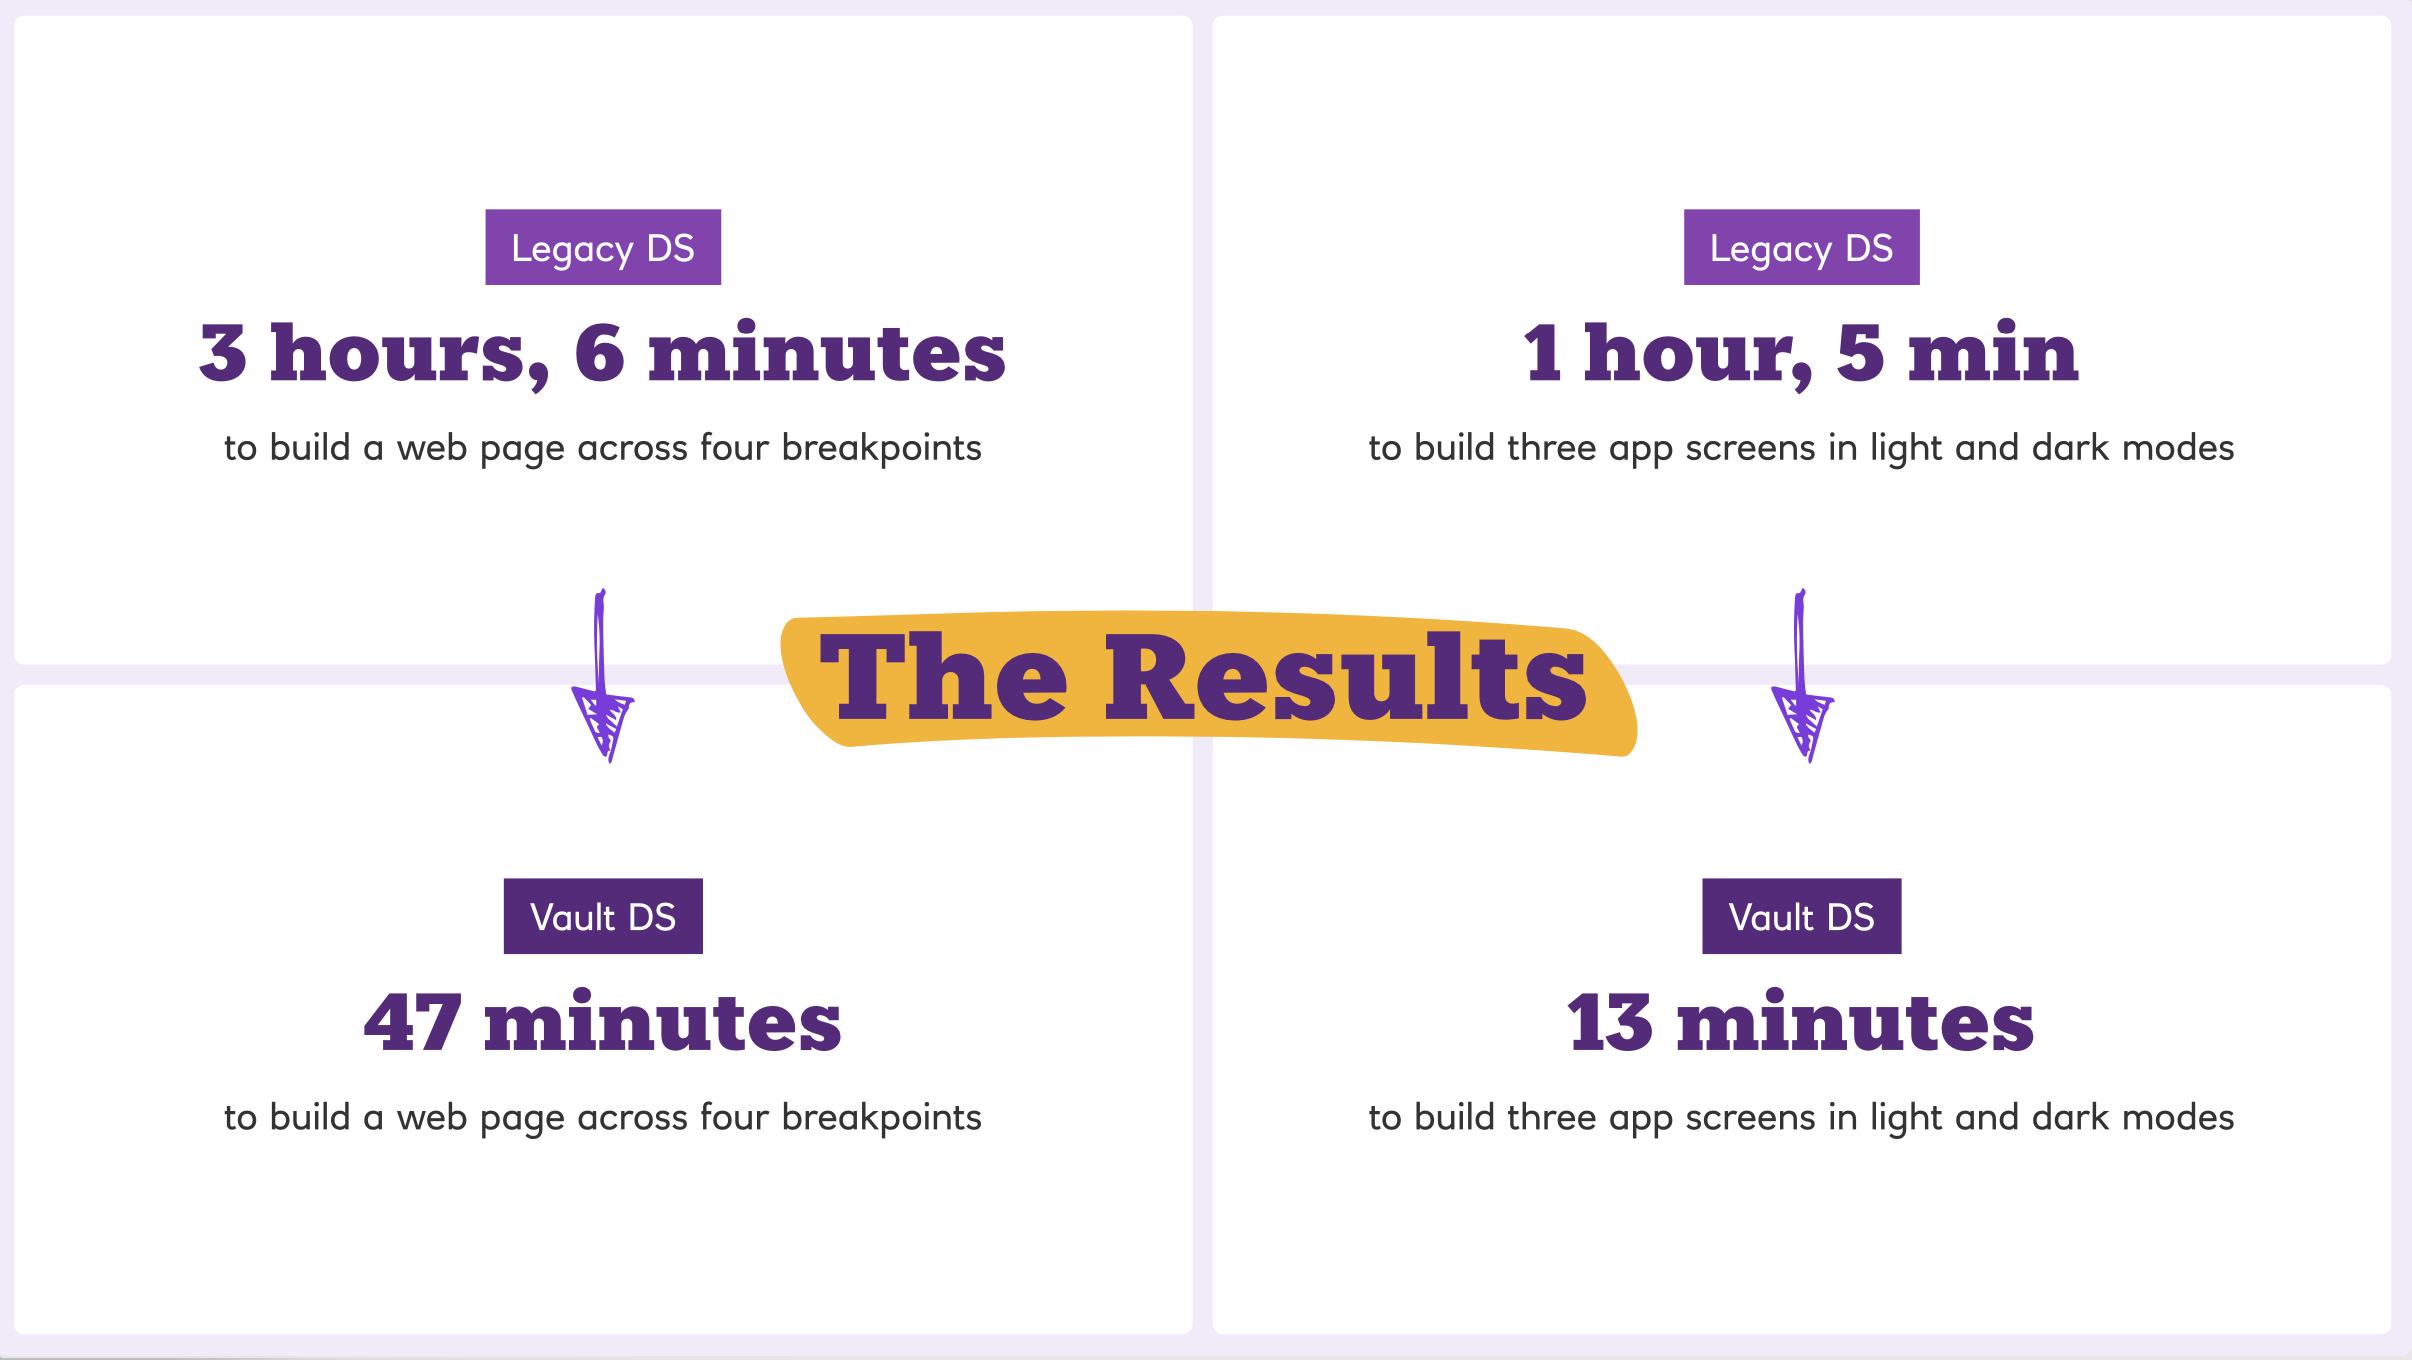 Legacy DS
3 hours, 6 minutes
to build a web page across four breakpoints
Legacy DS
1 hour, 5 min
to build three app screens in light and dark modes
The Results
Vault DS
47 minutes
to build a web page across four breakpoints
Vault DS
13 minutes
to build three app screens in light and dark modes